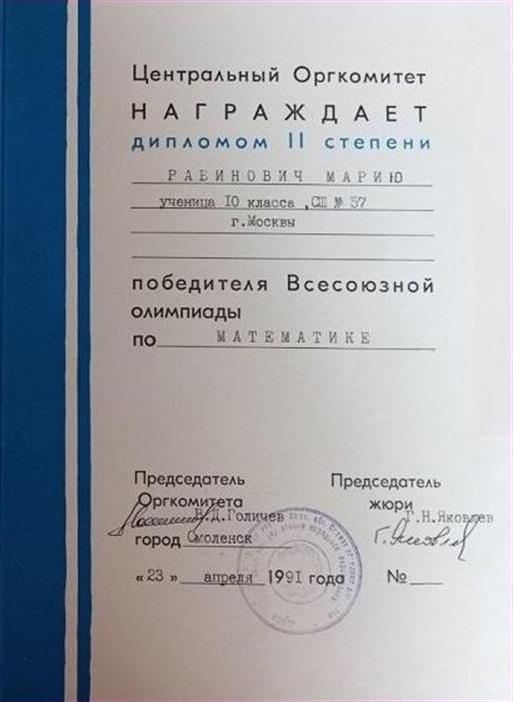 Центральный Оргкомитет
НАГРАЖДАЕТ
дипломом II степени
РАБИНОВИЧ МАРИЮ
ученица 10 класса ,СШ № 57
г.Москвы
победителя Всесоюзной
олимпиады
по МАТЕМАТИКЕ
Председатель
Оргкомитета
В.Д.Голичев
город Смоленск
« 23 » апреля 1991 года
Председатель
жюри
Г.Н.Яковлев
№